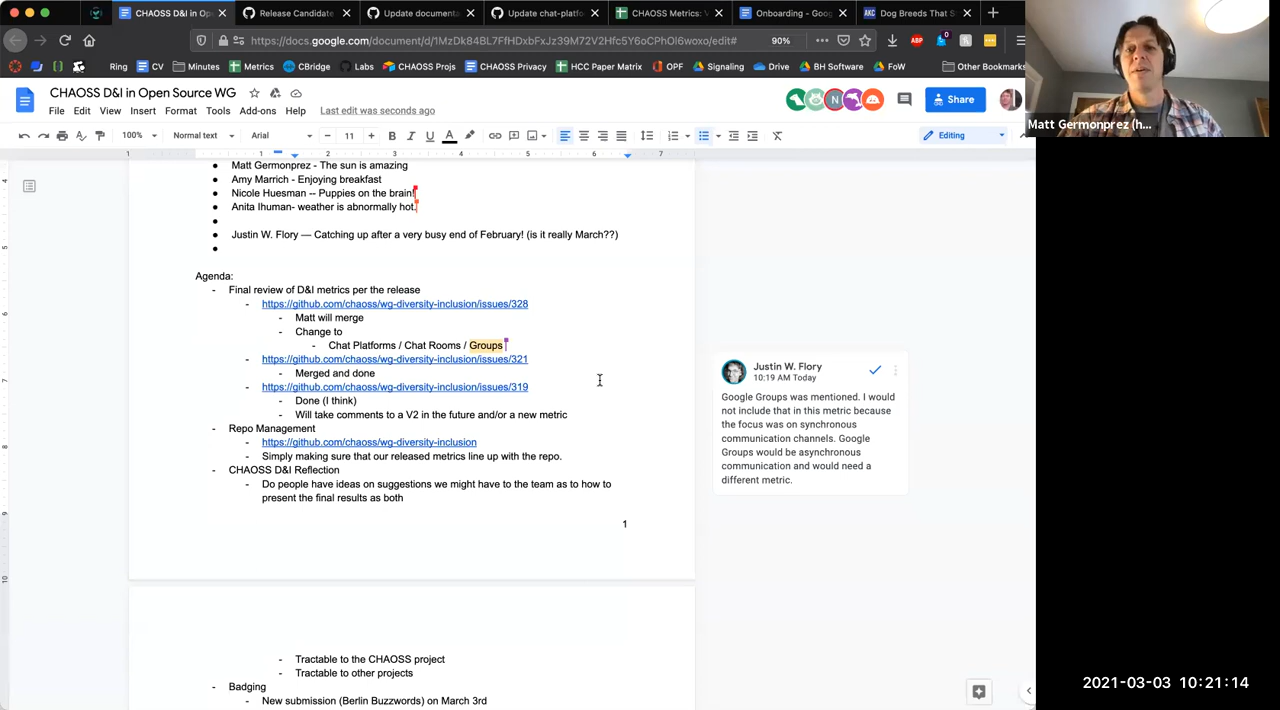 CHAOSS D&I in Ope
Release Candidate
Update documenta
Update chat-platfo
CHAOSS Metrics: V
Onboarding - Goog
Dog Breeds That S
https://docs.google.com/document/d/1MzDk84BL7FfHDxbFxJz39M72V2Hfc5Y6oCPhOl6woxo/edit#
90%
Ring
CV
Minutes
Metrics
CBridge
Labs
CHAOSS Projs
CHAOSS Privacy
HCC Paper Matrix
OPF
Signaling
Drive
BH Software
FoW
Other Bookmarks
CHAOSS D&I in Open Source WG
File Edit View Insert Format Tools Add-ons Help Last edit was seconds ago
Share
100% Normal text Arial 11 Editing
Matt Germonprez (h...
Matt Germonprez - The sun is amazing
Amy Marrich - Enjoying breakfast
Nicole Huesman -- Puppies on the brain!
Anita Ihuman- weather is abnormally hot.
Justin W. Flory — Catching up after a very busy end of February! (is it really March??)
Agenda:
- Final review of D&I metrics per the release
- https://github.com/chaoss/wg-diversity-inclusion/issues/328
- Matt will merge
- Change to
- Chat Platforms / Chat Rooms / Groups
- https://github.com/chaoss/wg-diversity-inclusion/issues/321
- Merged and done
- https://github.com/chaoss/wg-diversity-inclusion/issues/319
- Done (I think)
- Will take comments to a V2 in the future and/or a new metric
- Repo Management
- https://github.com/chaoss/wg-diversity-inclusion
- Simply making sure that our released metrics line up with the repo.
- CHAOSS D&I Reflection
- Do people have ideas on suggestions we might have to the team as to how to
present the final results as both
1
- Tractable to the CHAOSS project
- Tractable to other projects
- Badging
- New submission (Berlin Buzzwords) on March 3rd
Justin W. Flory
10:19 AM Today
Google Groups was mentioned. I would
not include that in this metric because
the focus was on synchronous
communication channels. Google
Groups would be asynchronous
communication and would need a
different metric.
2021-03-03 10:21:14